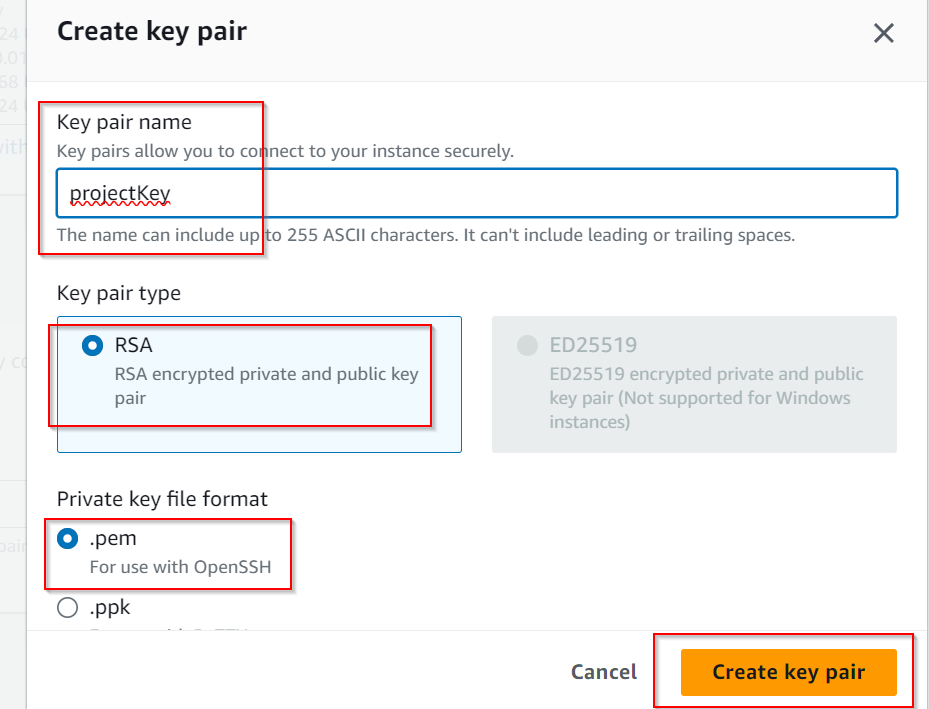 Create key pair
Key pair name
Key pairs allow you to connect to your instance securely.
projectKey
The name can include up to 255 ASCII characters. It can't include leading or trailing spaces.
Key pair type
RSA
RSA encrypted private and public key
pair
ED25519
ED25519 encrypted private and public
key pair (Not supported for Windows
instances)
Private key file format
.pem
For use with OpenSSH
.ppk
Cancel
Create key pair